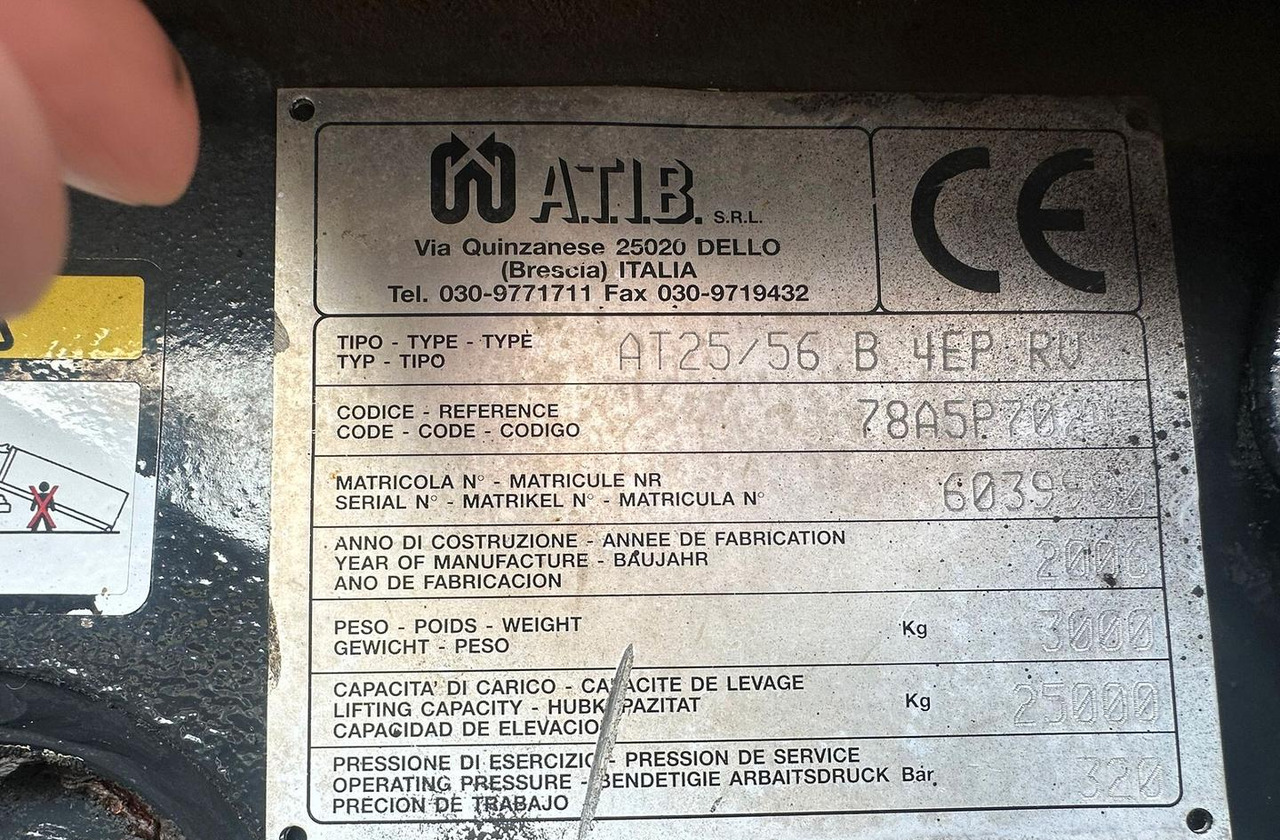 A.T.I.B. S.R.L.
Via Quinzanese 25020 DELLO
(Brescia) ITALIA
Tel. 030-9771711 Fax 030-9719432
CE
TIPO - TYPE - TYPE
TYP - TIPO
AT25/56 B 4EP RV
CODICE - REFERENCE
CODE - CODE - CODIGO
MATRICOLA N° - MATRICULE NR
SERIAL N° - MATRIKEL N° - MATRICULA N°
ANNO DI COSTRUZIONE - ANNEE DE FABRICATION
YEAR OF MANUFACTURE - BAUJAHR
ANO DE FABRICACION
2006
PESO - POIDS - WEIGHT
GEWICHT - PESO
Kg 3000
CAPACITA' DI CARICO - CAPACITE DE LEVAGE
LIFTING CAPACITY - HUBKAPAZITAT
CAPACIDAD DE ELEVACIO
Kg 25000
PRESSIONE DI ESERCIZIO - PRESSION DE SERVICE
OPERATING PRESSURE - BENDETIGIE ARBAITSDRUCK Bar 320
PRECION DE TRABAJO